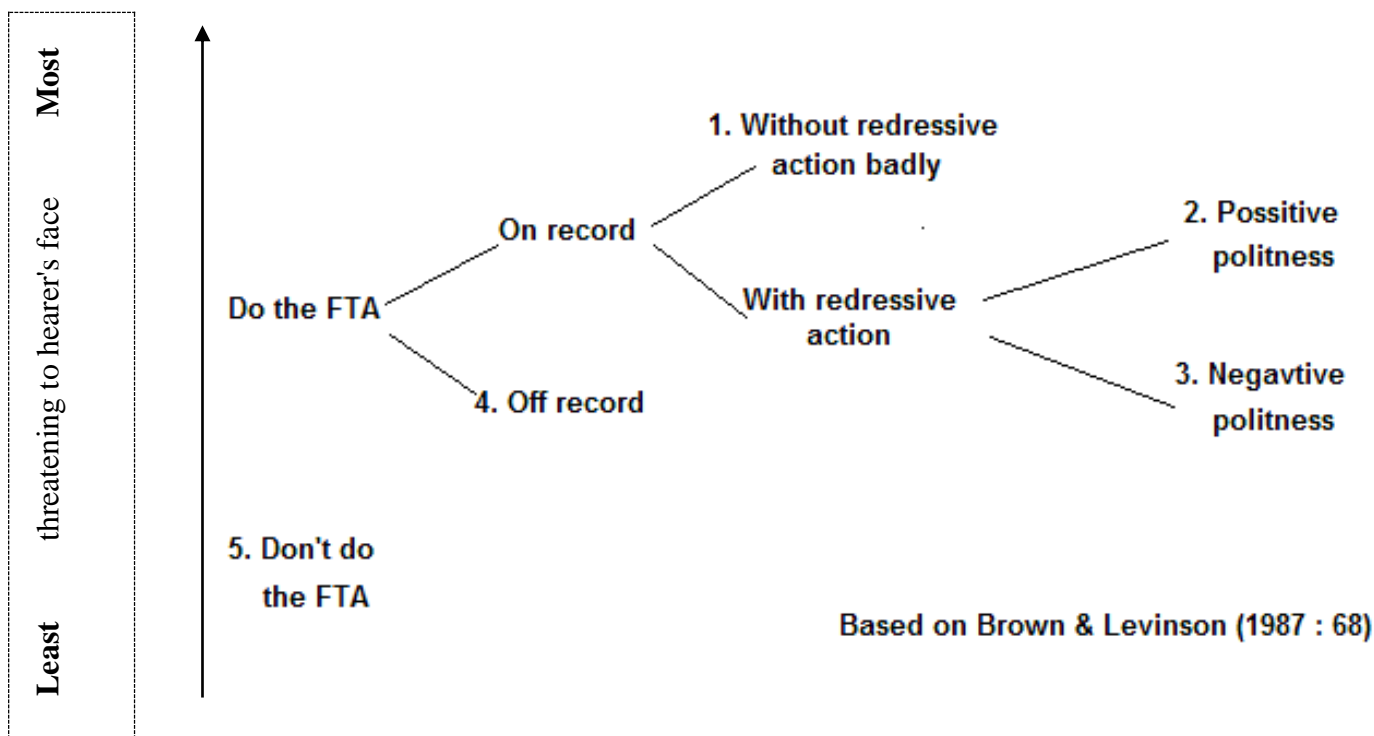 Most
threatening to hearer's face
Least
1. Without redressive
action badly
On record
2. Possitive
politness
Do the FTA
With redressive
action
3. Negavtive
politness
4. Off record
5. Don't do
the FTA
Based on Brown & Levinson (1987 : 68)